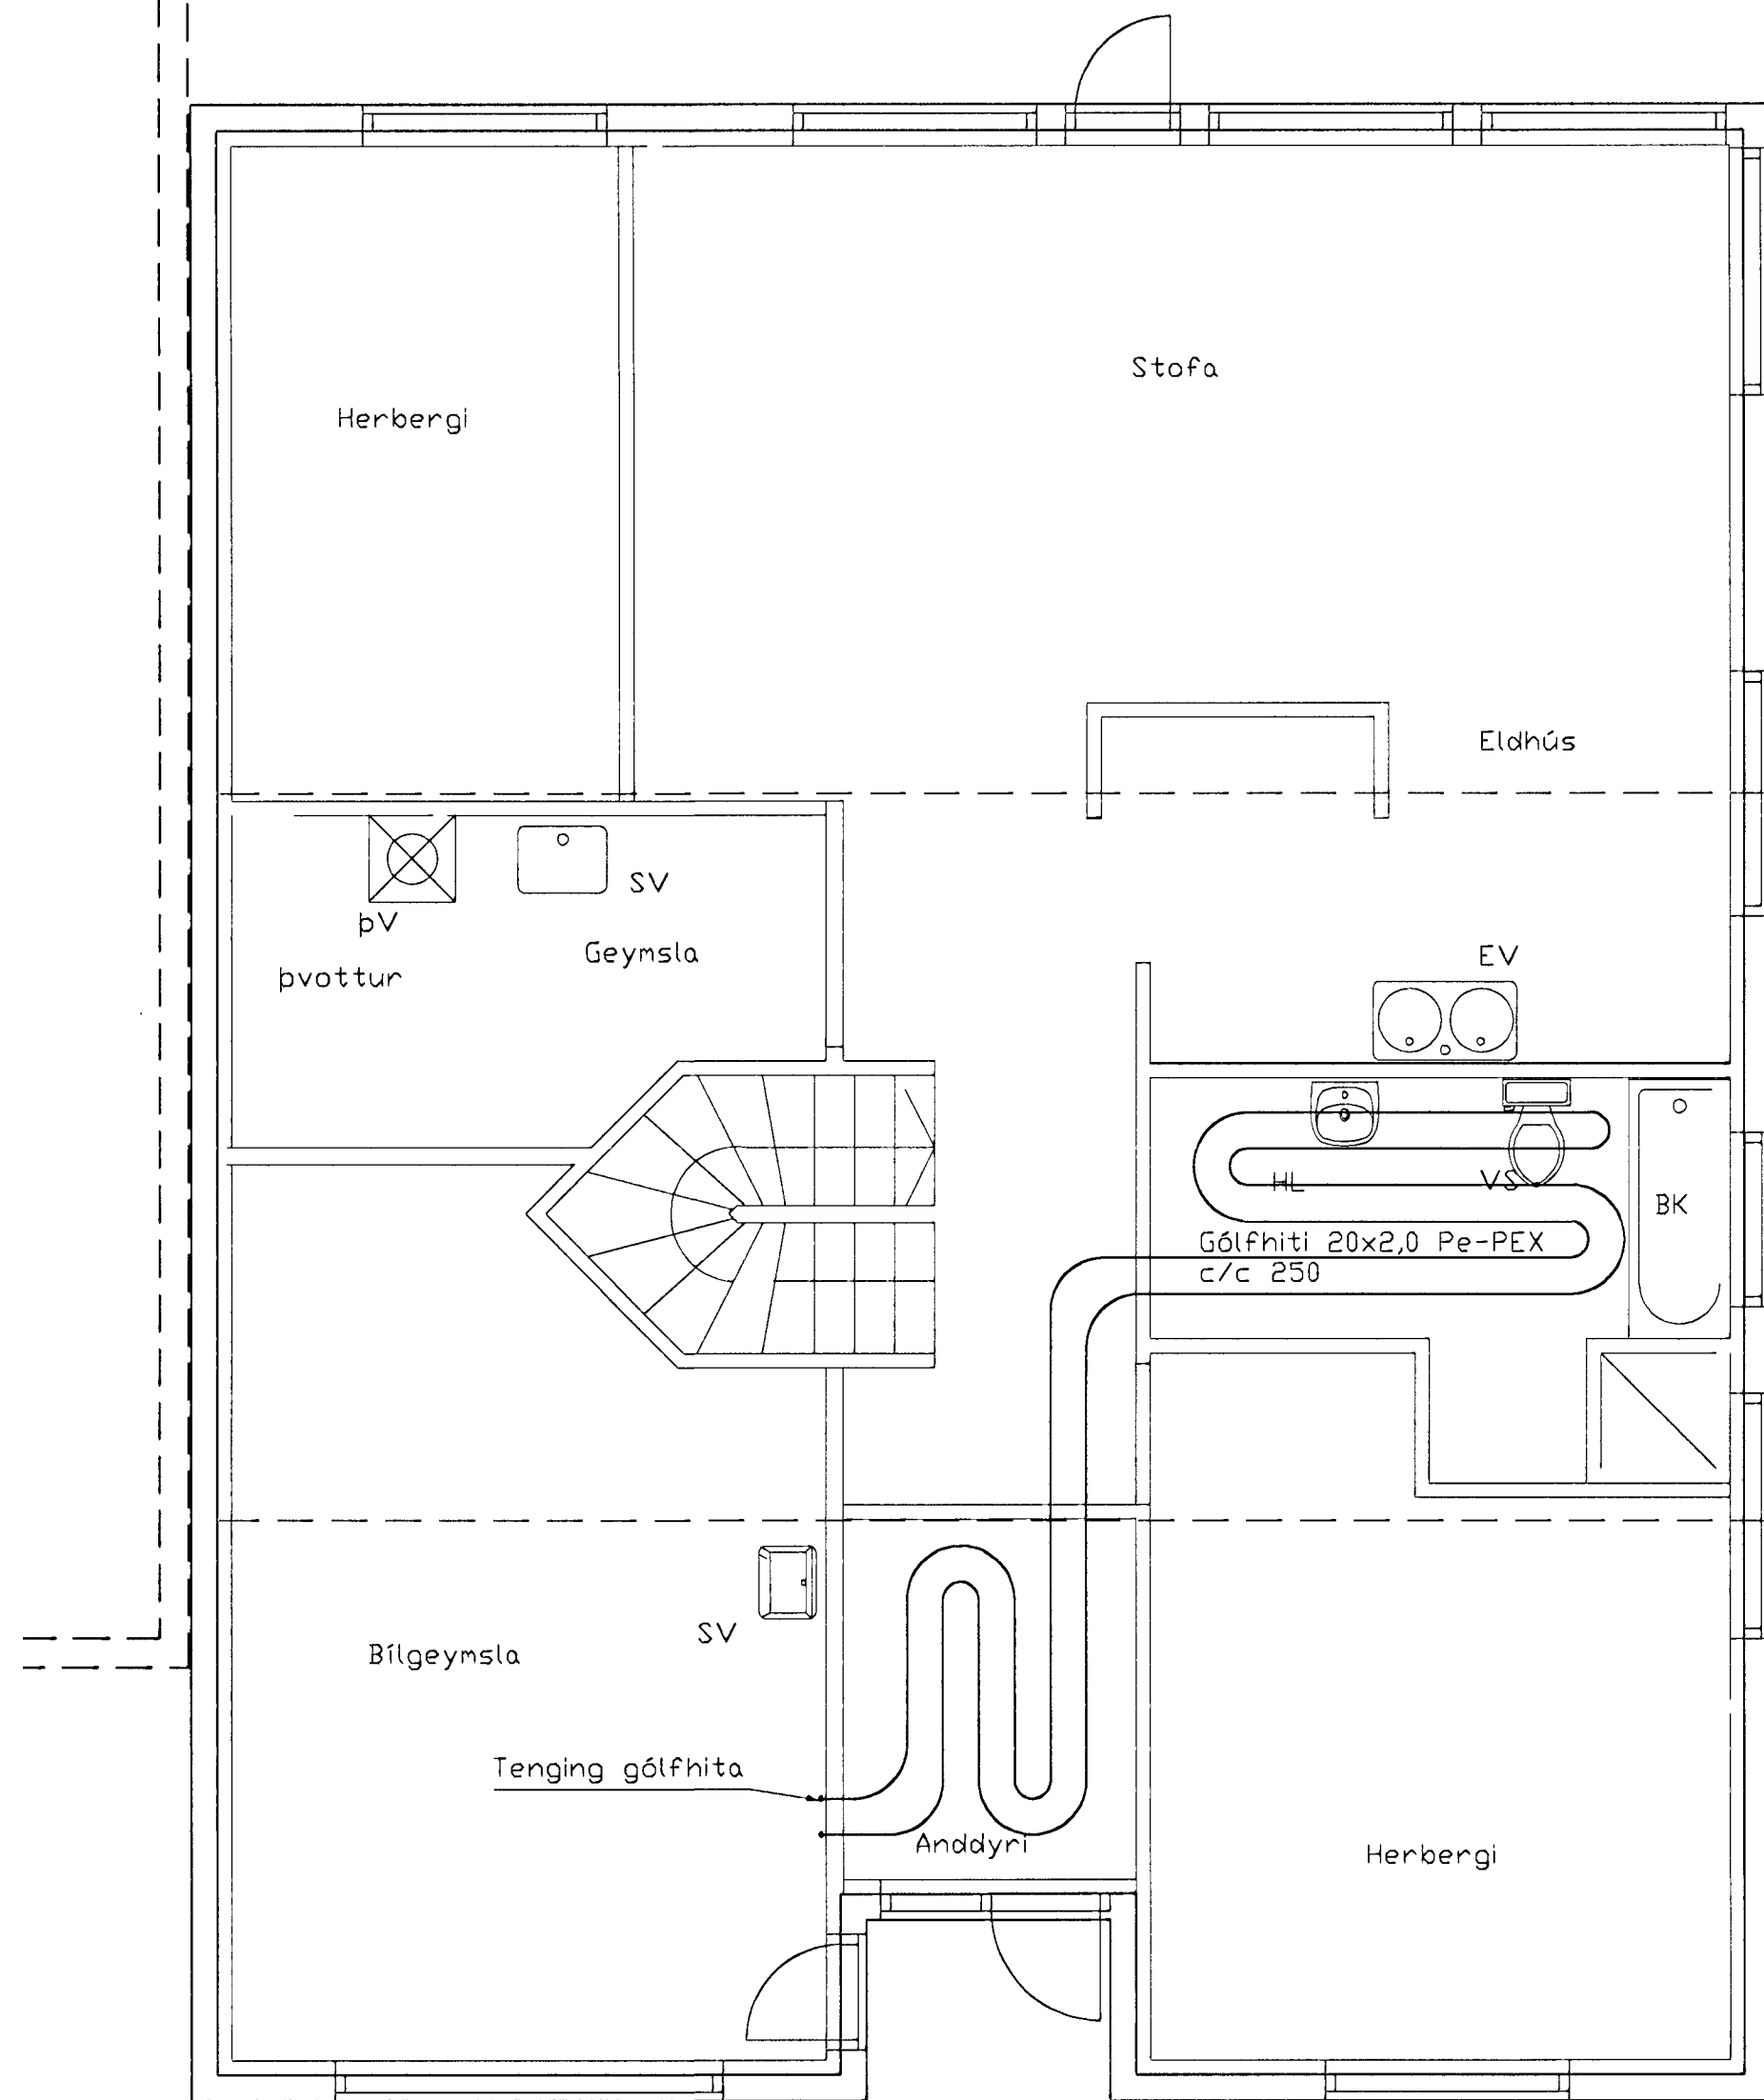 Stofa
Herbergi
Eldhús
SV
þV
Geymsla
þvottur
EV
HL
VS
BK
Gólfhiti 20x2,0 Pe-PEX
c/c 250
SV
Bílgeymsla
Tenging gólfhita
Anddyri
Herbergi